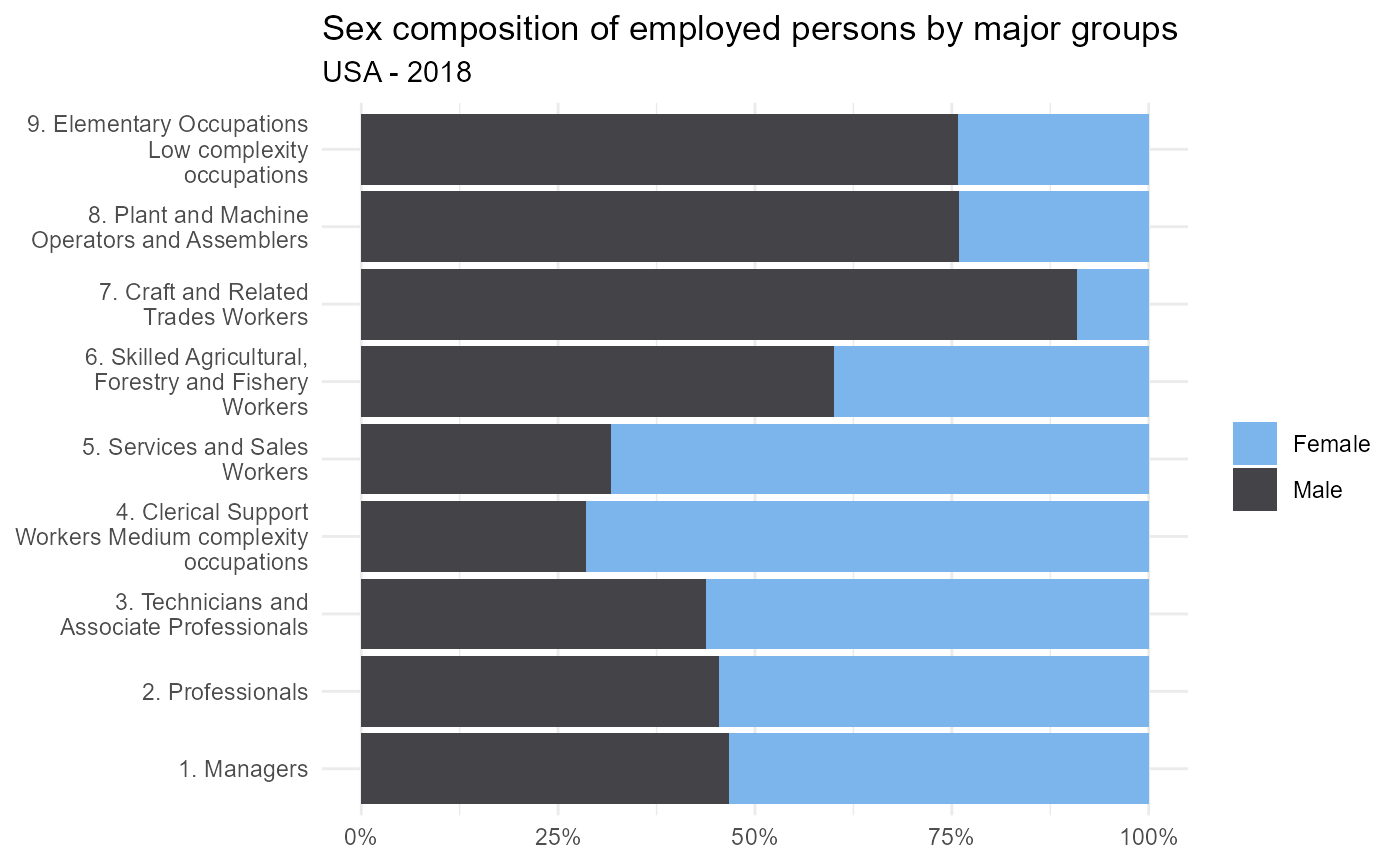 Sex composition of employed persons by major groups
USA - 2018
9. Elementary Occupations
Low complexity
occupations
8. Plant and Machine
Operators and Assemblers
7. Craft and Related
Trades Workers
6. Skilled Agricultural,
Forestry and Fishery
Workers
5. Services and Sales
Workers
4. Clerical Support
Workers Medium complexity
occupations
3. Technicians and
Associate Professionals
2. Professionals
1. Managers
0%
25%
50%
75%
100%
Female
Male